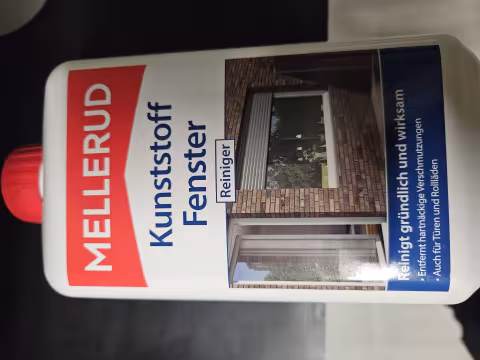 MELLERUD
Kunststoff
Fenster
Reiniger
Reinigt gründlich und wirksam
• Entfernt hartnäckige Verschmutzungen
• Auch für Türen und Rollläden